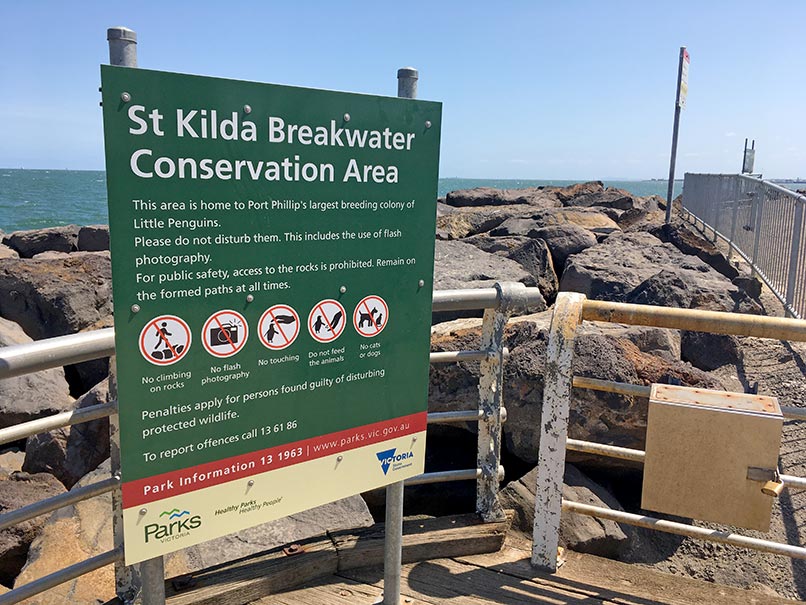 St Kilda Breakwater
Conservation Area
This area is home to Port Phillip's largest breeding colony of
Little Penguins.
Please do not disturb them. This includes the use of flash
photography.
For public safety, access to the rocks is prohibited. Remain on
the formed paths at all times.
No climbing
on rocks
No flash
photography
No touching
Do not feed
the animals
No cats
or dogs
Penalties apply for persons found guilty of disturbing
protected wildlife.
To report offences call 13 61 86
Park Information 13 1963 | www.parks.vic.gov.au
Parks
VICTORIA
Healthy Parks
Healthy People
VICTORIA
State
Government